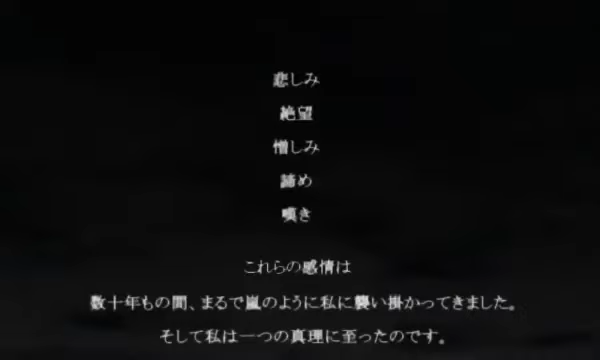 悲しみ
絶望
憎しみ
諦め
嘆き
これらの感情は
数十年もの間、まるで嵐のように私に襲い掛かってきました。
そして私は一つの真理に至ったのです。